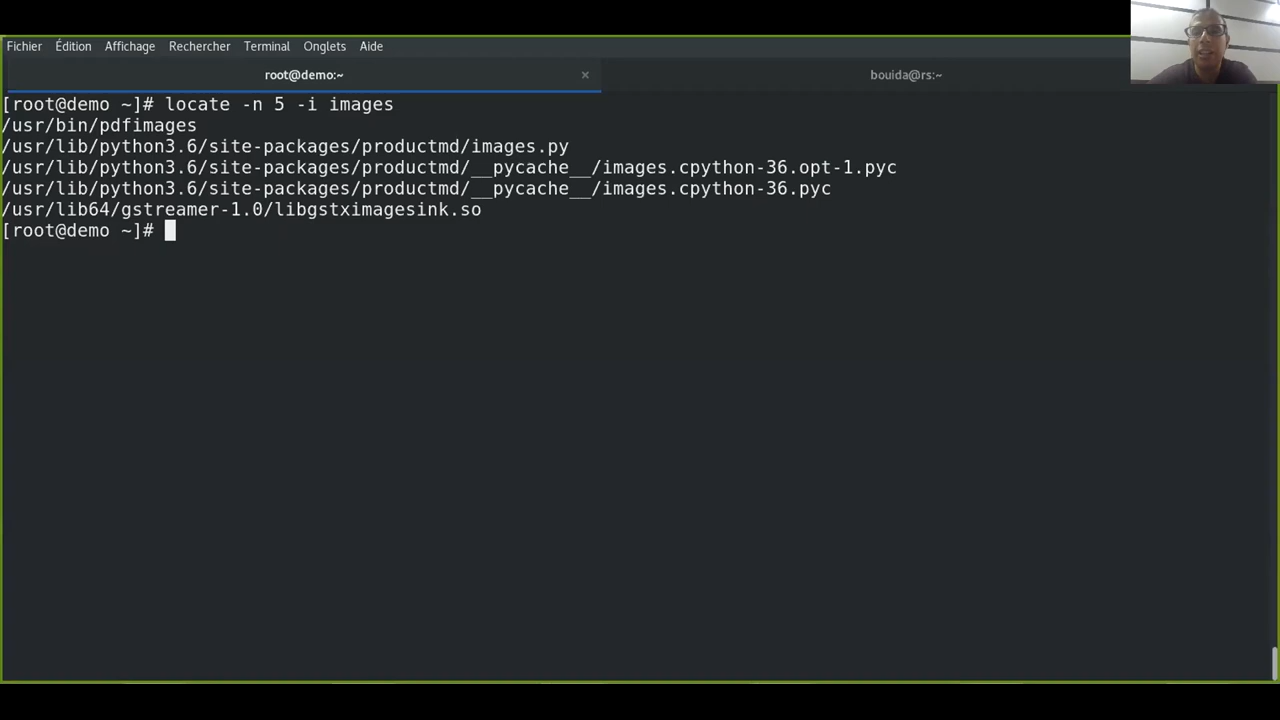 Fichier Édition Affichage Rechercher Terminal Onglets Aide
root@demo:~ × bouida@rs:~
[root@demo ~]# locate -n 5 -i images
/usr/bin/pdfimages
/usr/lib/python3.6/site-packages/productmd/images.py
/usr/lib/python3.6/site-packages/productmd/__pycache__/images.cpython-36.opt-1.pyc
/usr/lib/python3.6/site-packages/productmd/__pycache__/images.cpython-36.pyc
/usr/lib64/gstreamer-1.0/libgstximagesink.so
[root@demo ~]#